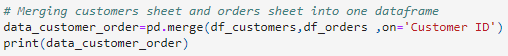 # Merging customers sheet and orders sheet into one dataframe
data_customer_order=pd.merge(df_customers,df_orders ,on='Customer ID')
print(data_customer_order)